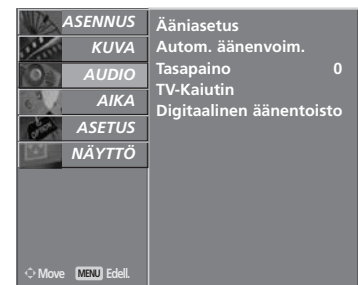 ASENNUS
KUVA
AUDIO
AIKA
ASETUS
NÄYTTÖ
Ääniasetus
Autom. äänenvoim.
Tasapaino 0
TV-Kaiutin
Digitaalinen äänentoisto
Move MENU Edell.